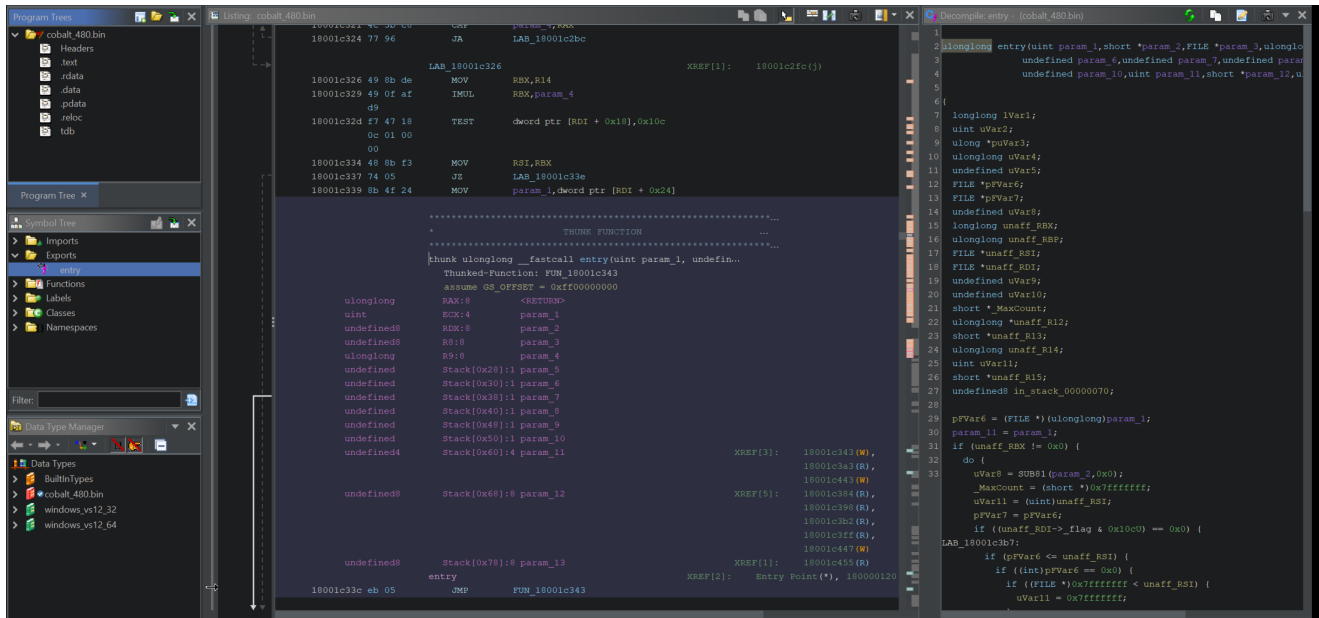 Program Trees
cobalt_480.bin
Headers
.text
.rdata
.data
.pdata
.reloc
tdb
Program Tree ×
Symbol Tree
Imports
Exports
entry
Functions
Labels
Classes
Namespaces
Filter:
Data Type Manager
Data Types
BuiltInTypes
cobalt_480.bin
windows_vs12_32
windows_vs12_64
Listing: cobalt_480.bin
18001c324 77 96 JA LAB_18001c2bc
LAB_18001c326 XREF[1]: 18001c2fc(j)
18001c326 49 8b de MOV RBX,R14
18001c329 49 0f af IMUL RBX,param_4
d9
18001c32d f7 47 18 TEST dword ptr [RDI + 0x18],0x10c
0c 01 00
00
18001c334 48 8b f3 MOV RSI,RBX
18001c337 74 05 JZ LAB_18001c33e
18001c339 8b 4f 24 MOV param_1,dword ptr [RDI + 0x24]
**************************************************************...
* THUNK FUNCTION ...
**************************************************************...
thunk ulonglong __fastcall entry(uint param_1, undefin...
Thunked-Function: FUN_18001c343
assume GS_OFFSET = 0xff00000000
ulonglong RAX:8 <RETURN>
uint ECX:4 param_1
undefined8 RDX:8 param_2
undefined8 R8:8 param_3
ulonglong R9:8 param_4
undefined Stack[0x28]:1 param_5
undefined Stack[0x30]:1 param_6
undefined Stack[0x38]:1 param_7
undefined Stack[0x40]:1 param_8
undefined Stack[0x48]:1 param_9
undefined Stack[0x50]:1 param_10
undefined4 Stack[0x60]:4 param_11 XREF[3]: 18001c343(W),
18001c3a3(R),
18001c443(W)
undefined8 Stack[0x68]:8 param_12 XREF[5]: 18001c384(R),
18001c398(R),
18001c3b2(R),
18001c3ff(R),
18001c447(W)
undefined8 Stack[0x78]:8 param_13 XREF[1]: 18001c455(R)
entry XREF[2]: Entry Point(*), 180000120
18001c33c eb 05 JMP FUN_18001c343
Decompile: entry - (cobalt_480.bin)
1
2 ulonglong entry(uint param_1,short *param_2,FILE *param_3,ulonglo
3 undefined param_6,undefined param_7,undefined param
4 undefined param_10,uint param_11,short *param_12,u
5
6 {
7 longlong lVar1;
8 uint uVar2;
9 ulong *puVar3;
10 ulonglong uVar4;
11 undefined uVar5;
12 FILE *pFVar6;
13 FILE *pFVar7;
14 undefined uVar8;
15 longlong unaff_RBX;
16 ulonglong unaff_RBP;
17 FILE *unaff_RSI;
18 FILE *unaff_RDI;
19 undefined uVar9;
20 undefined uVar10;
21 short *_MaxCount;
22 ulonglong *unaff_R12;
23 short *unaff_R13;
24 ulonglong unaff_R14;
25 uint uVar11;
26 short *unaff_R15;
27 undefined8 in_stack_00000070;
28
29 pFVar6 = (FILE *)(ulonglong)param_1;
30 param_11 = param_1;
31 if (unaff_RBX != 0x0) {
32 do {
33 uVar8 = SUB81(param_2,0x0);
_MaxCount = (short *)0x7fffffff;
uVar11 = (uint)unaff_RSI;
pFVar7 = pFVar6;
if ((unaff_RDI->_flag & 0x10cU) == 0x0) {
LAB_18001c3b7:
if (pFVar6 <= unaff_RSI) {
if ((int)pFVar6 == 0x0) {
if ((FILE *)0x7fffffff < unaff_RSI) {
uVar11 = 0x7fffffff;